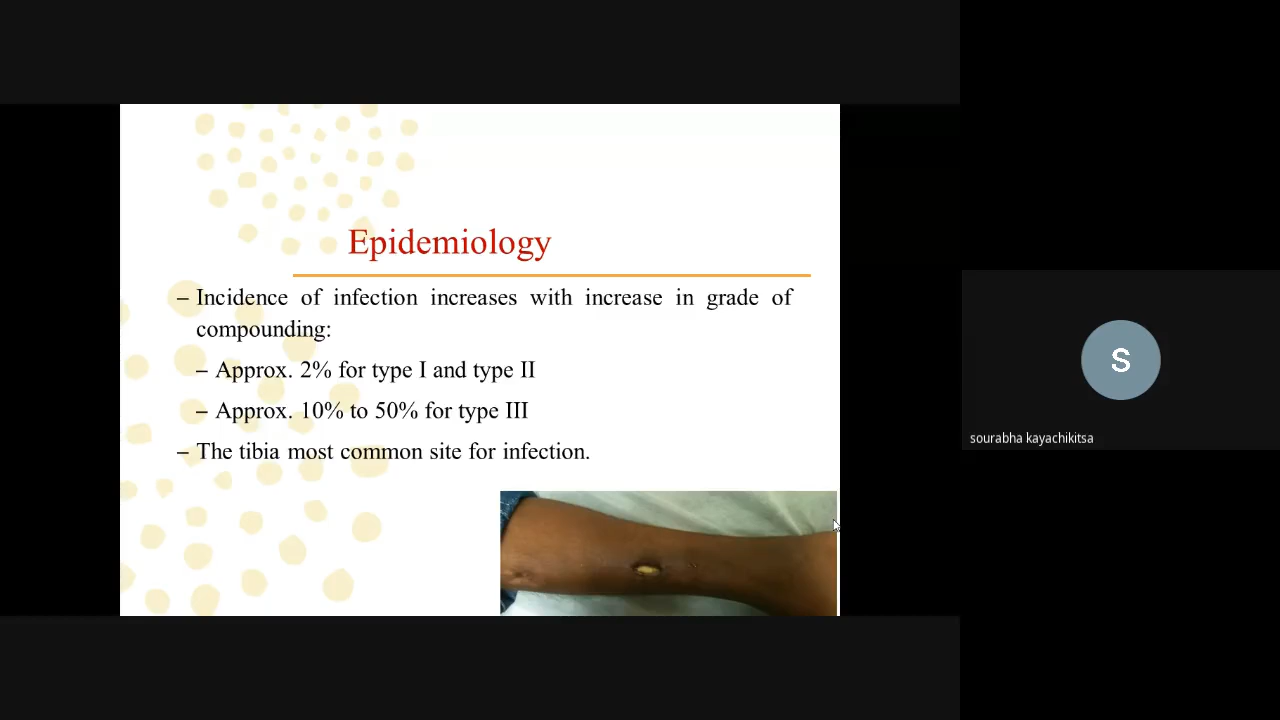 Epidemiology
– Incidence of infection increases with increase in grade of
compounding:
– Approx. 2% for type I and type II
– Approx. 10% to 50% for type III
– The tibia most common site for infection.
S
sourabha kayachikitsa